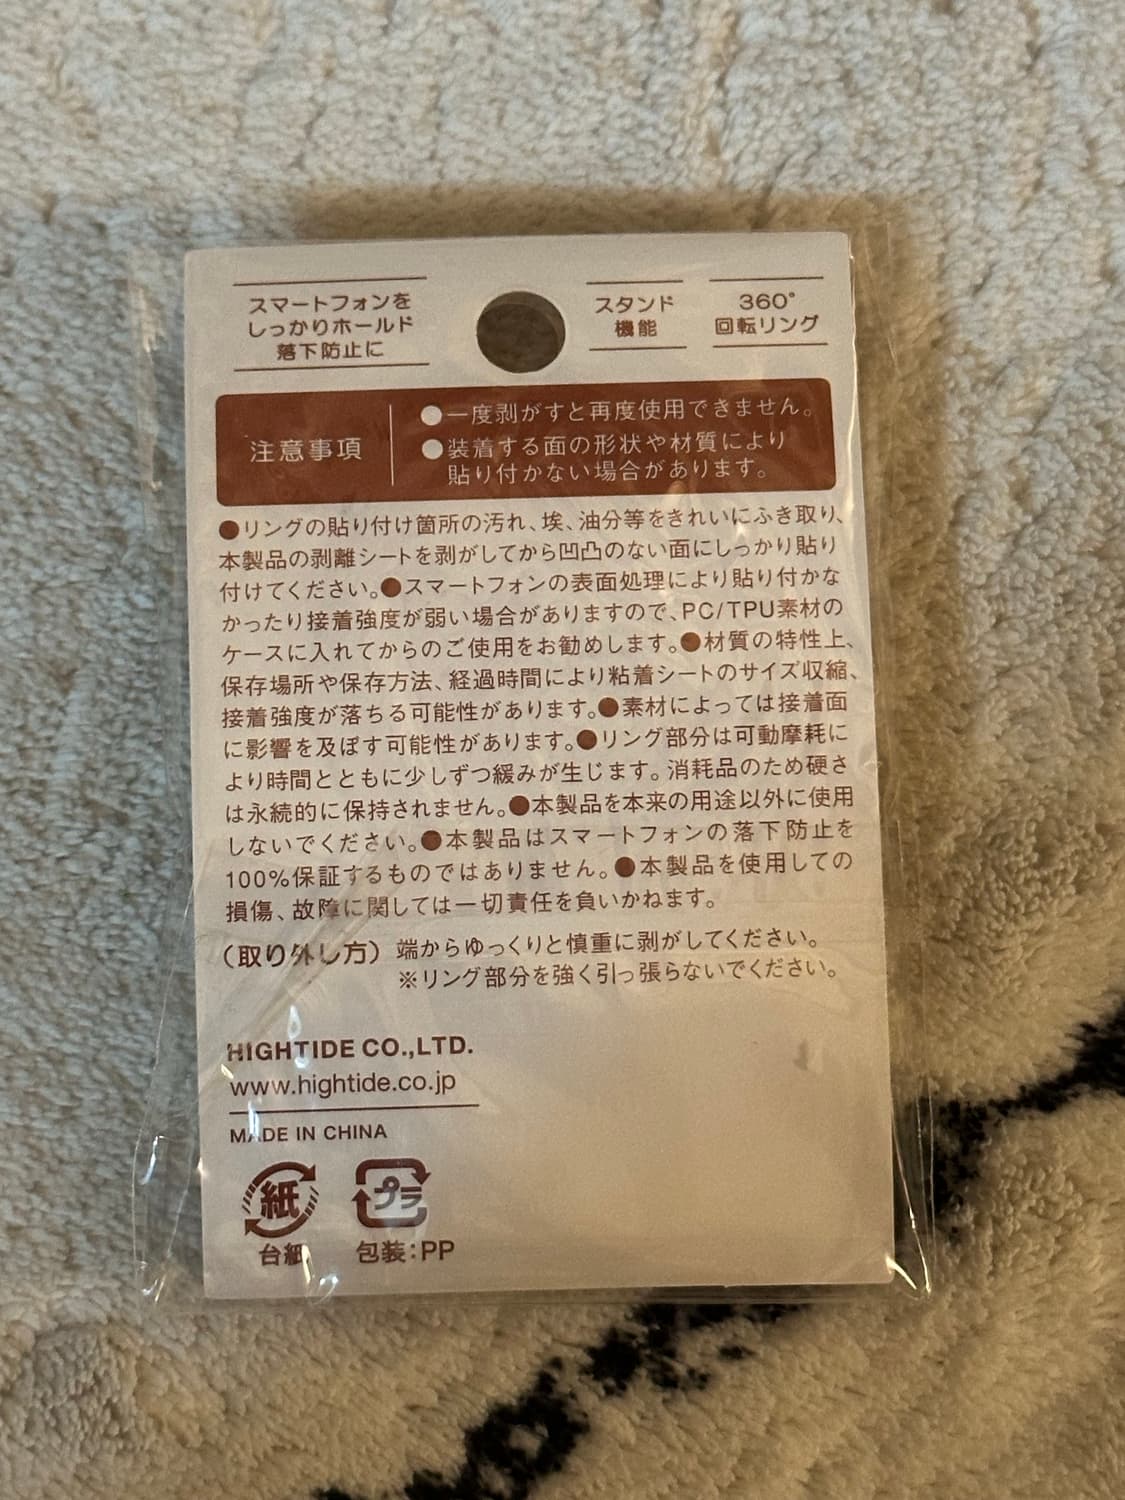 スマートフォンを
しっかりホールド
落下防止に
スタンド
機能
360°
回転リング
注意事項
●一度剥がすと再度使用できません。
●装着する面の形状や材質により
貼り付かない場合があります。
●リングの貼り付け箇所の汚れ、埃、油分等をきれいにふき取り、
本製品の剥離シートを剥がしてから凹凸のない面にしっかり貼り
付けてください。●スマートフォンの表面処理により貼り付かな
かったり接着強度が弱い場合がありますので、PC/TPU素材の
ケースに入れてからのご使用をお勧めします。●材質の特性上、
保存場所や保存方法、経過時間により粘着シートのサイズ収縮、
接着強度が落ちる可能性があります。●素材によっては接着面
に影響を及ぼす可能性があります。●リング部分は可動摩耗に
より時間とともに少しずつ緩みが生じます。消耗品のため硬さ
は永続的に保持されません。●本製品を本来の用途以外に使用
しないでください。●本製品はスマートフォンの落下防止を
100%保証するものではありません。●本製品を使用しての
損傷、故障に関しては一切責任を負いかねます。
（取り外し方）端からゆっくりと慎重に剥がしてください。
※リング部分を強く引っ張らないでください。
HIGHTIDE CO.,LTD.
www.hightide.co.jp
MADE IN CHINA
紙
プラ
台紙
包装：PP